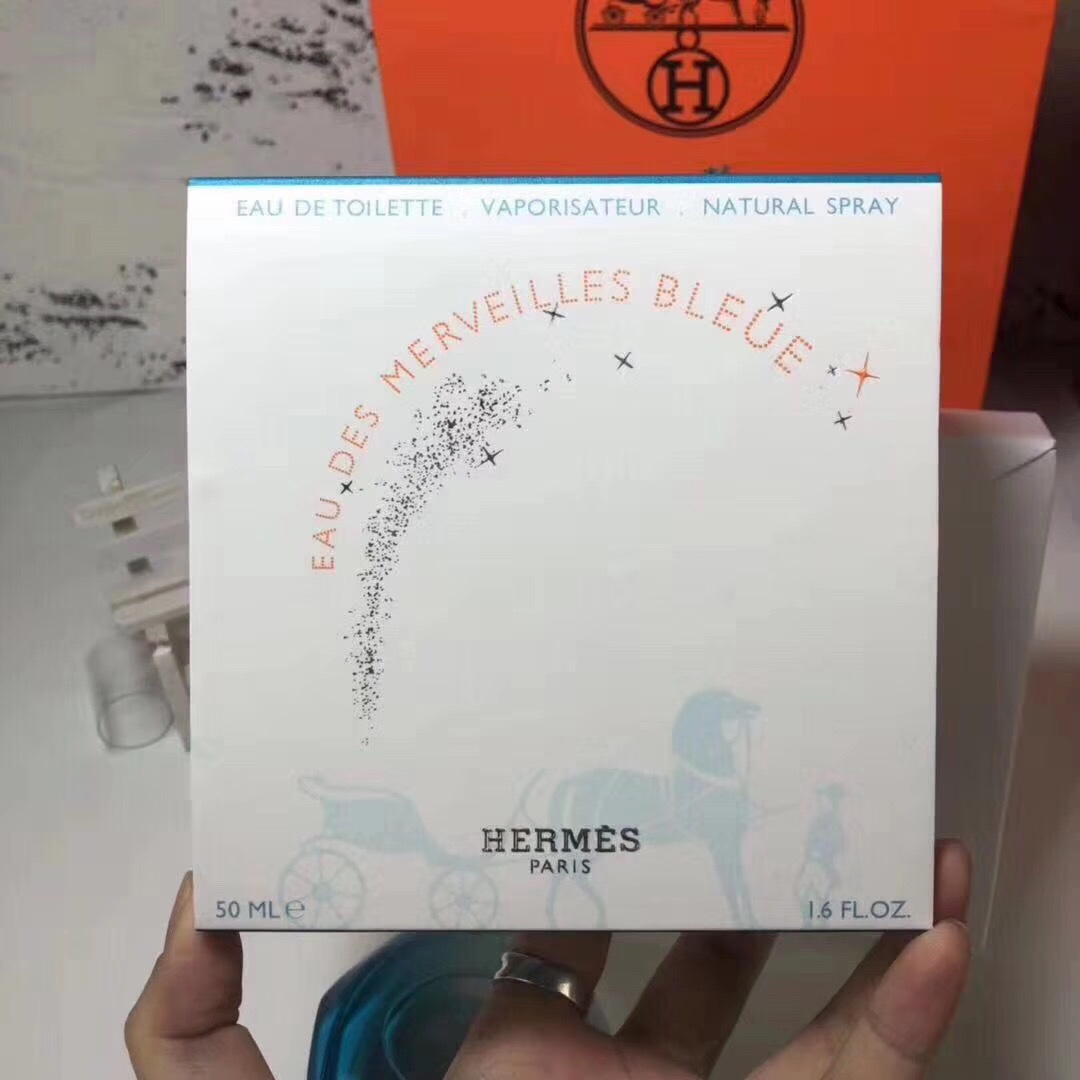 H
EAU DE TOILETTE . VAPORISATEUR . NATURAL SPRAY
EAU DES MERVEILLES BLEUE
HERMÈS
PARIS
50 ML℮
1.6 FL.OZ.